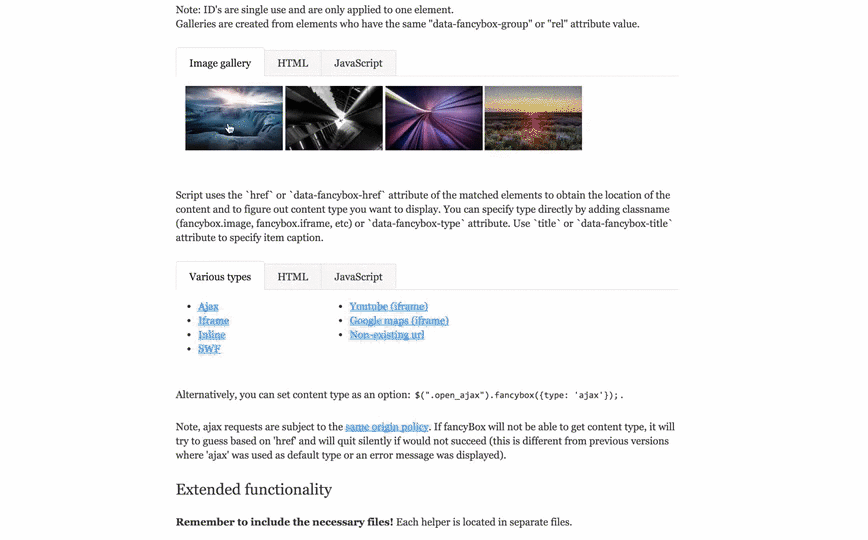 Note: ID's are single use and are only applied to one element.
Galleries are created from elements who have the same "data-fancybox-group" or "rel" attribute value.
Image gallery HTML JavaScript
Script uses the `href` or `data-fancybox-href` attribute of the matched elements to obtain the location of the
content and to figure out content type you want to display. You can specify type directly by adding classname
(fancybox.image, fancybox.iframe, etc) or `data-fancybox-type` attribute. Use `title` or `data-fancybox-title`
attribute to specify item caption.
Various types HTML JavaScript
Ajax
Iframe
Inline
SWF
Youtube (iframe)
Google maps (iframe)
Non-existing url
Alternatively, you can set content type as an option: $(".open_ajax").fancybox({type: 'ajax'});.
Note, ajax requests are subject to the same origin policy. If fancyBox will not be able to get content type, it will
try to guess based on 'href' and will quit silently if would not succeed (this is different from previous versions
where 'ajax' was used as default type or an error message was displayed).
Extended functionality
Remember to include the necessary files! Each helper is located in separate files.